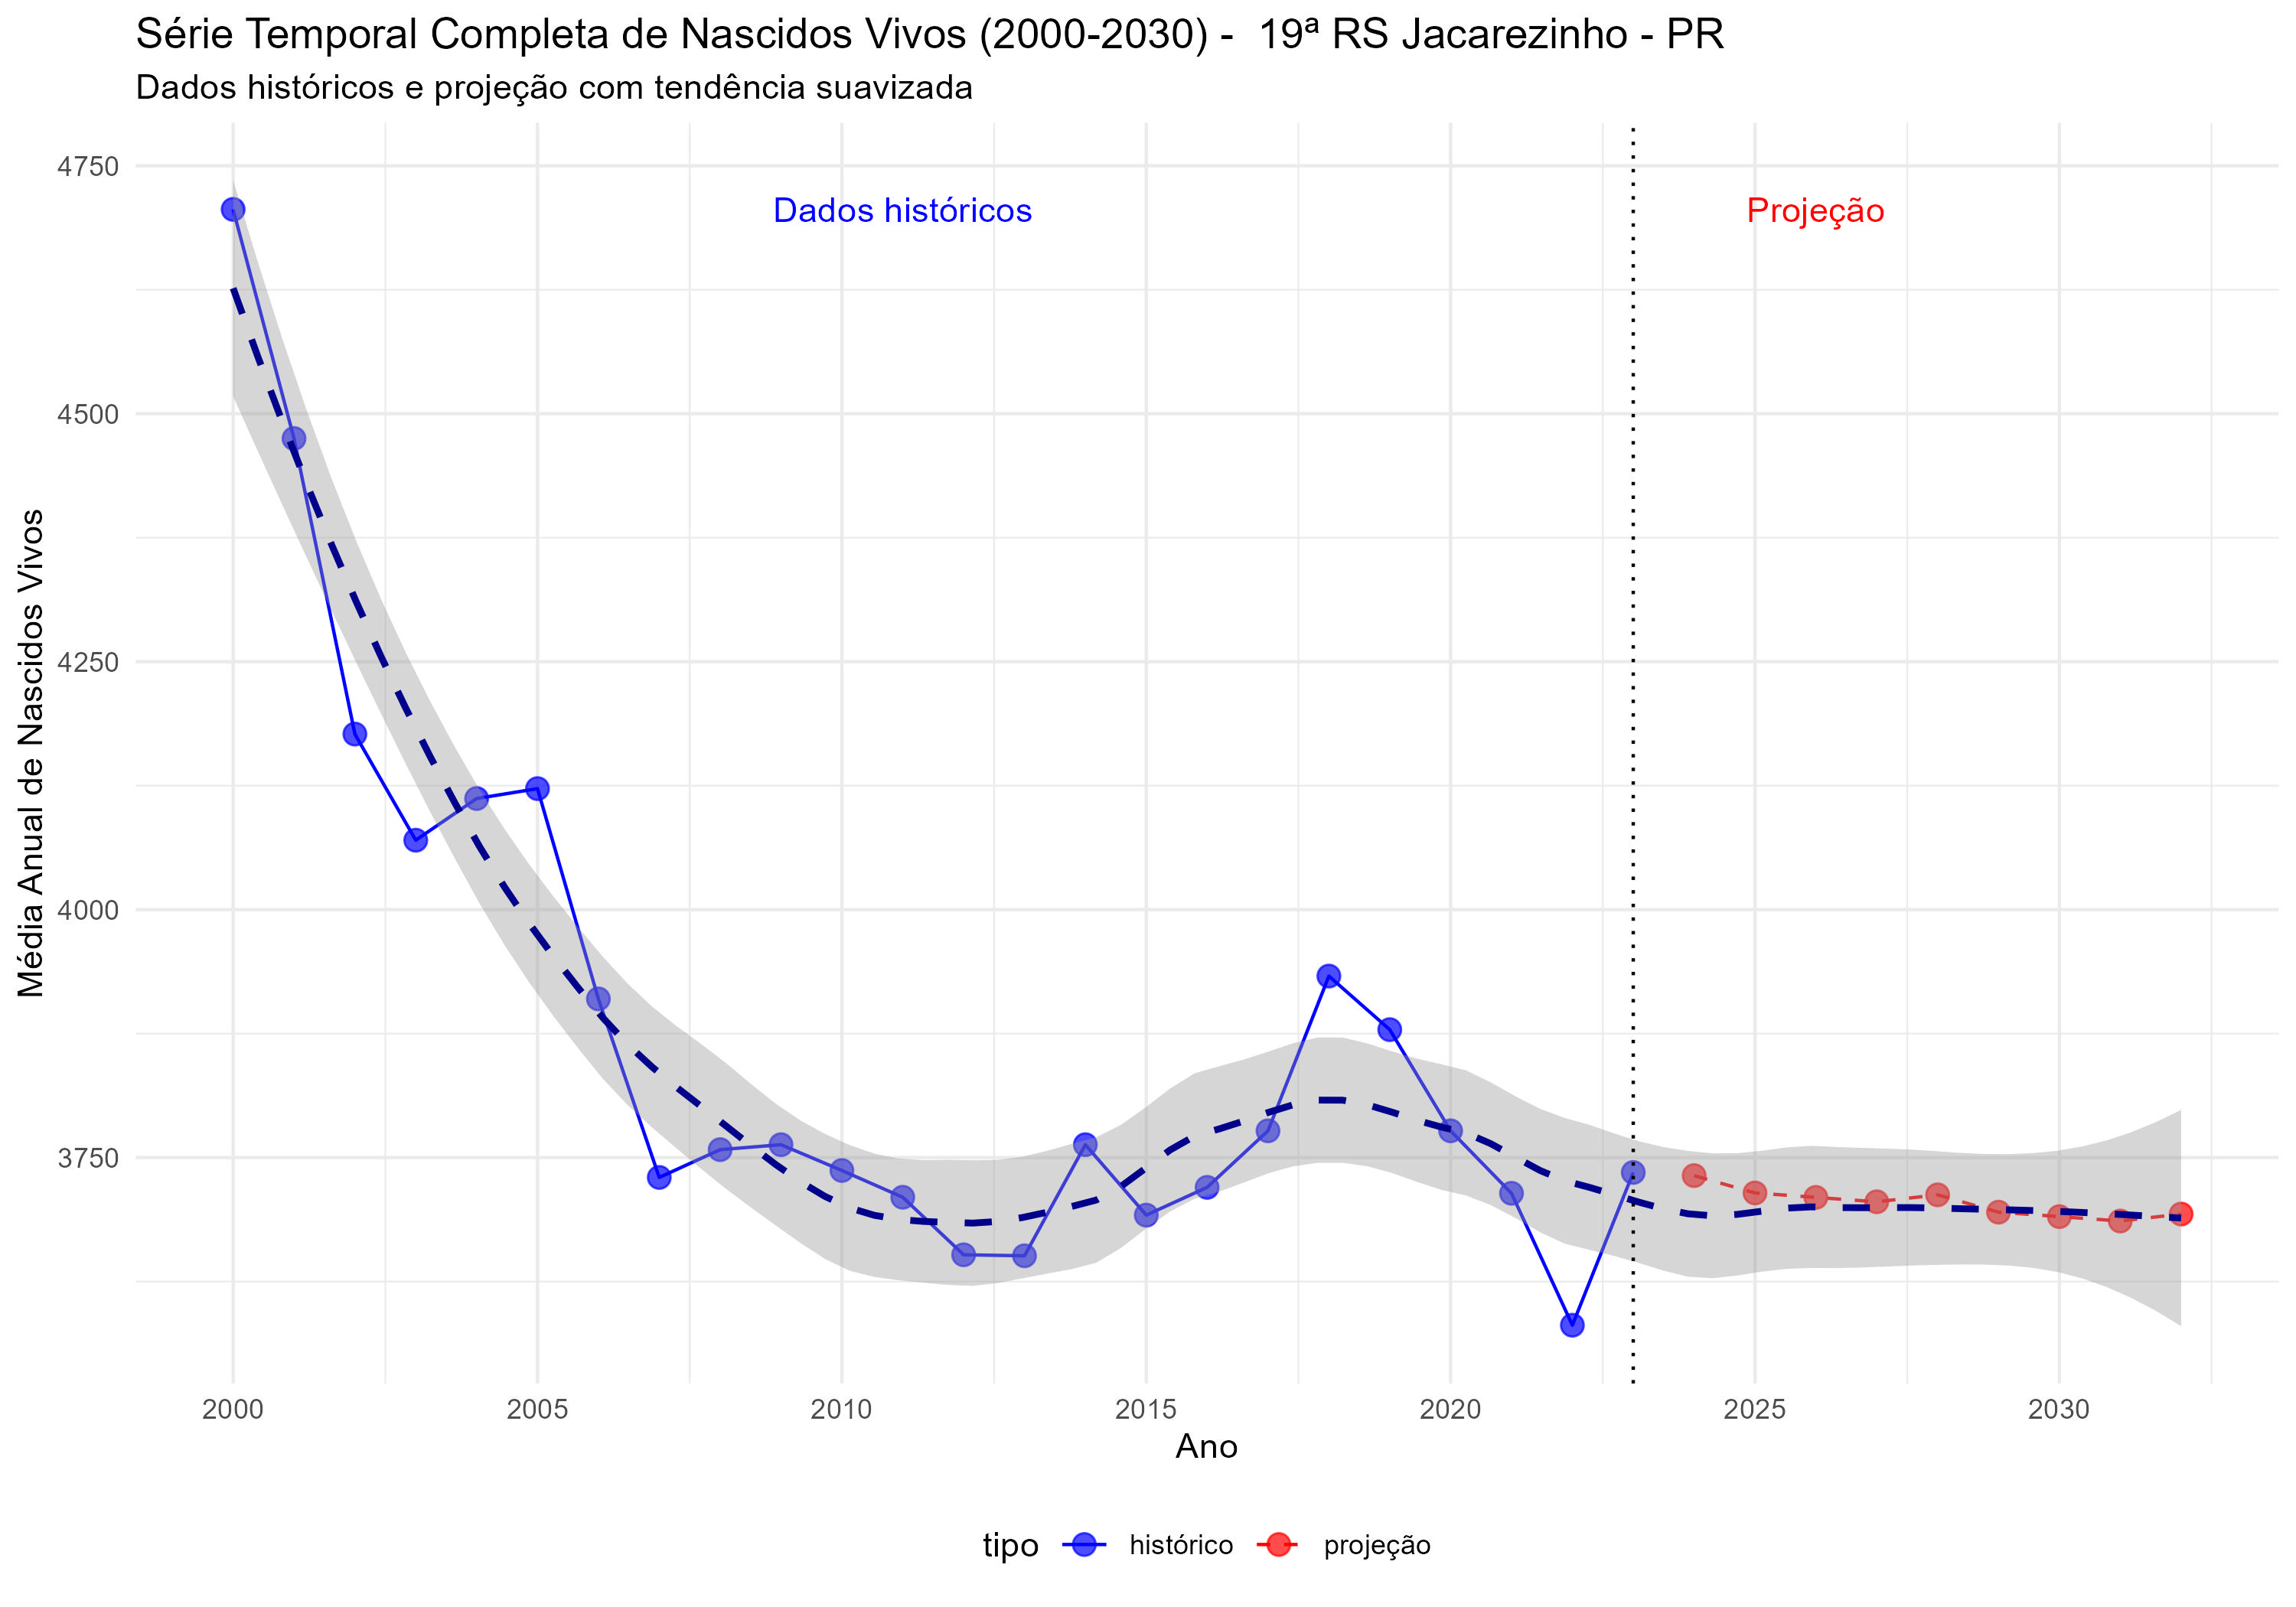 Série Temporal Completa de Nascidos Vivos (2000-2030) -  19ª RS Jacarezinho - PR
Dados históricos e projeção com tendência suavizada
Média Anual de Nascidos Vivos
4750
4500
4250
4000
3750
Dados históricos
Projeção
2000
2005
2010
2015
2020
2025
2030
Ano
tipo
histórico
projeção